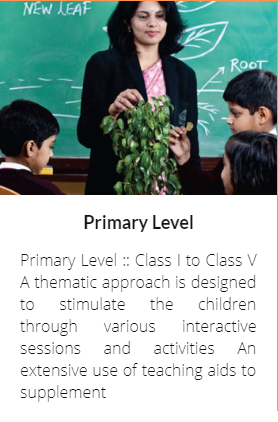 NEW LEAF
ROOT
Primary Level
Primary Level :: Class I to Class V
A thematic approach is designed
to stimulate the children
through various interactive
sessions and activities An
extensive use of teaching aids to
supplement